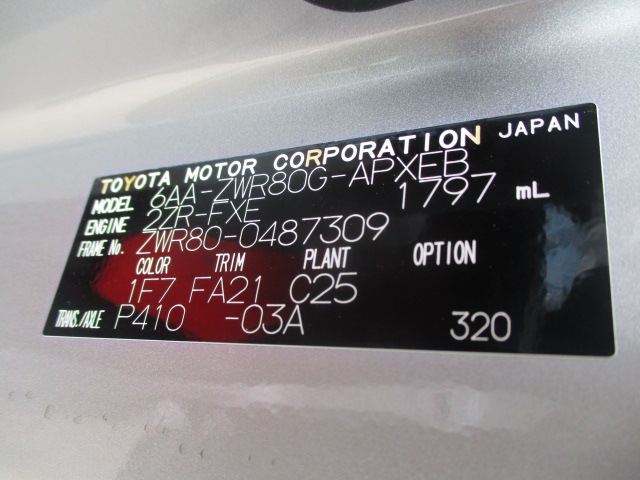 TOYOTA MOTOR CORPORATION JAPAN
MODEL 6AA-ZWR80G-APXEB
ENGINE 2ZR-FXE 1797 mL
FRAME No. ZWR80-0487309
COLOR TRIM PLANT OPTION
1F7 FA21 C25
TRANS./AXLE P410 -03A 320